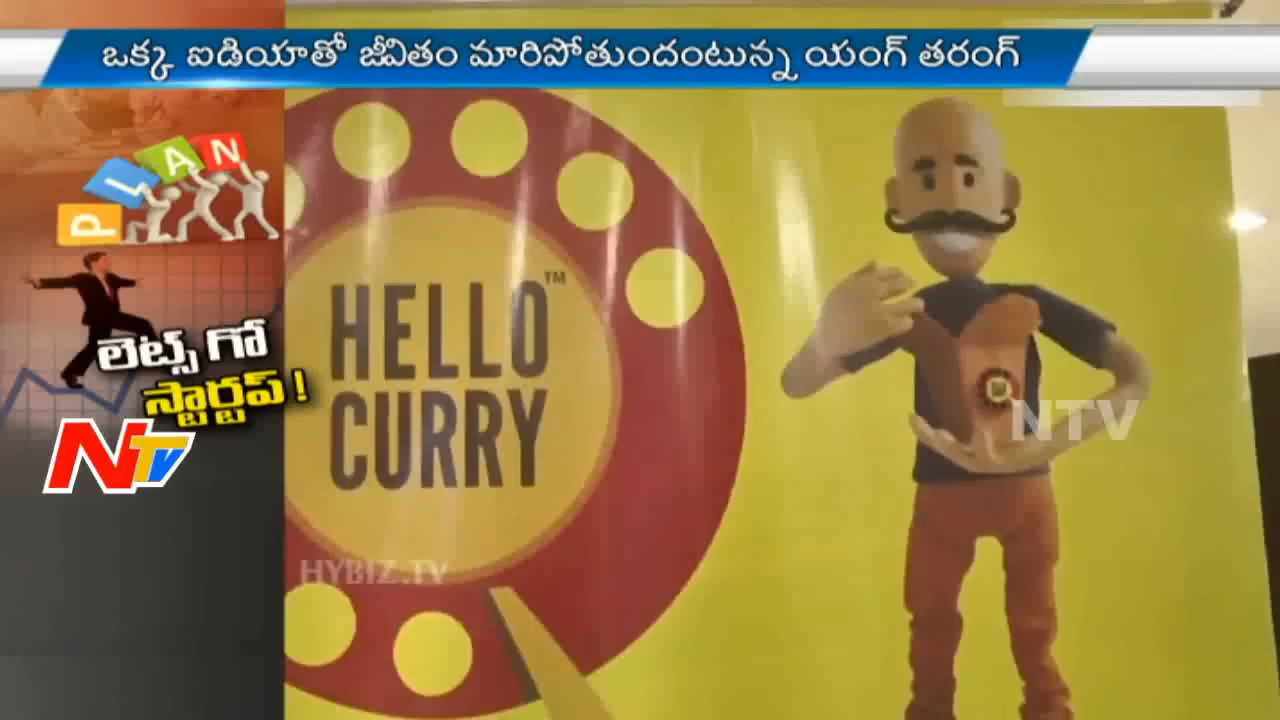 ఒక్క ఐడియాతో జీవితం మారిపోతుందంటున్న యంగ్ తరంగ్
PLAN
లెట్స్ గో
స్టార్టప్ !
NTV
HELLO
CURRY
TM
HYBIZ.TV
NTV